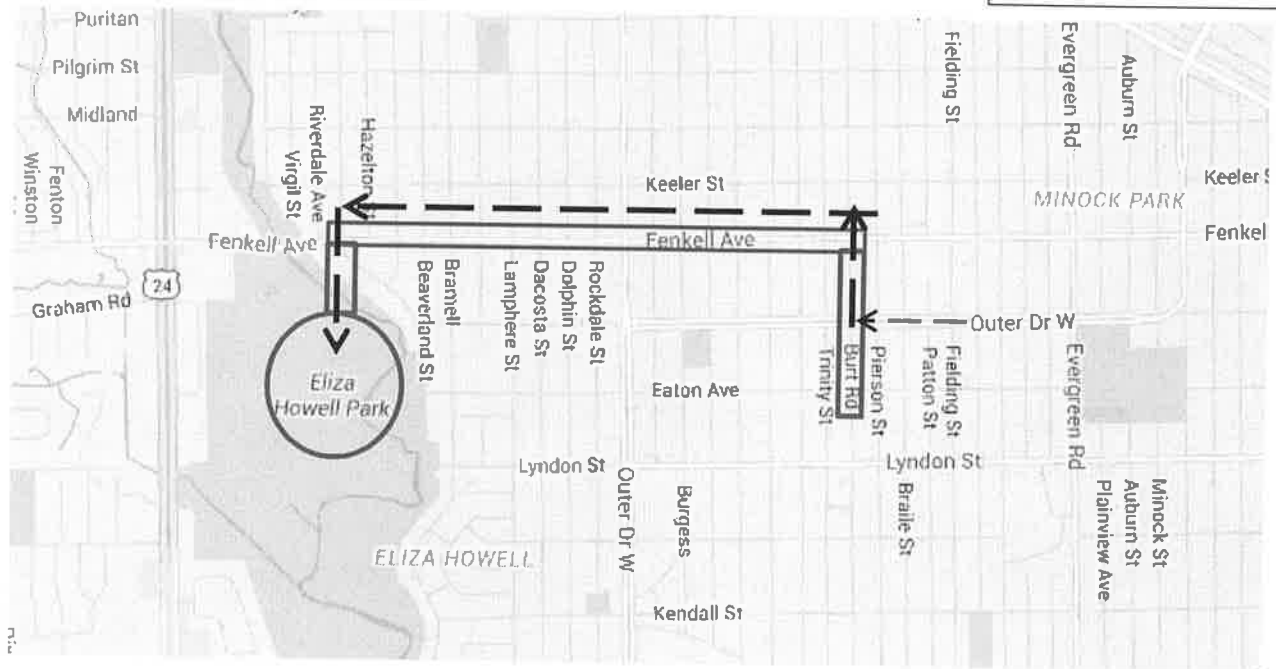 Puritan
Pilgrim St
Midland
Fenton
Winston
Riverdale Ave
Virgil St
Fielding St
Evergreen Rd
Auburn St
Keeler St
MINOCK PARK
Keeler S
Fenkell Ave
Fenkell Ave
Fenkel
24
Graham Rd
Beaverland St
Bramell
Lamphere St
Dacosta St
Dolphin St
Rockdale St
Outer Dr W
Trinity St
Burt Rd
Pierson St
Patton St
Fielding St
Evergreen Rd
Eliza
Howell Park
Eaton Ave
Lyndon St
Lyndon St
Outer Dr W
Burgess
Braile St
Plainview Ave
Auburn St
Minock St
ELIZA HOWELL
Kendall St